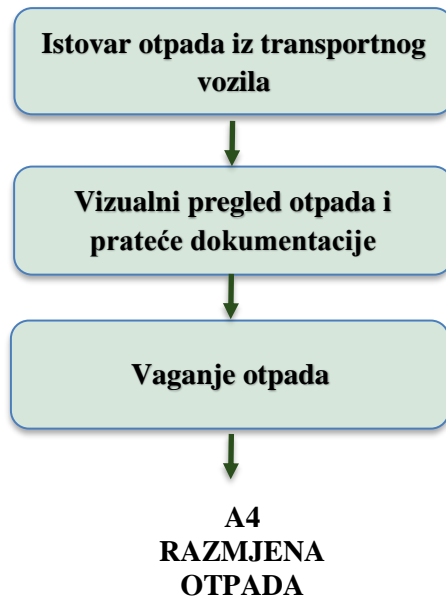 Istovar otpada iz transportnog
vozila
Vizualni pregled otpada i
prateće dokumentacije
Vaganje otpada
A4
RAZMJENA
OTPADA